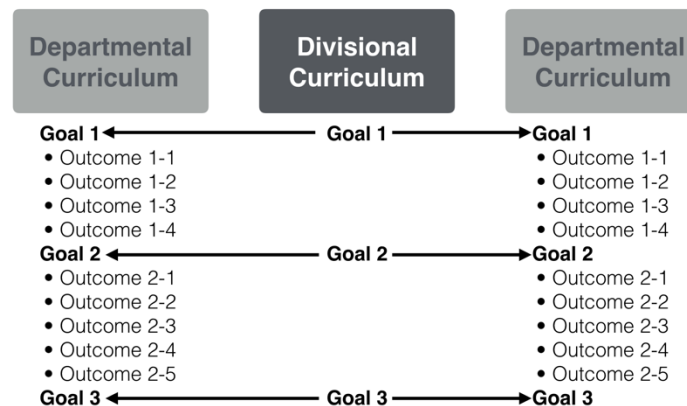 Departmental
Curriculum
Divisional
Curriculum
Departmental
Curriculum
Goal 1 Goal 1 Goal 1
• Outcome 1-1 • Outcome 1-1
• Outcome 1-2 • Outcome 1-2
• Outcome 1-3 • Outcome 1-3
• Outcome 1-4 • Outcome 1-4
Goal 2 Goal 2 Goal 2
• Outcome 2-1 • Outcome 2-1
• Outcome 2-2 • Outcome 2-2
• Outcome 2-3 • Outcome 2-3
• Outcome 2-4 • Outcome 2-4
• Outcome 2-5 • Outcome 2-5
Goal 3 Goal 3 Goal 3